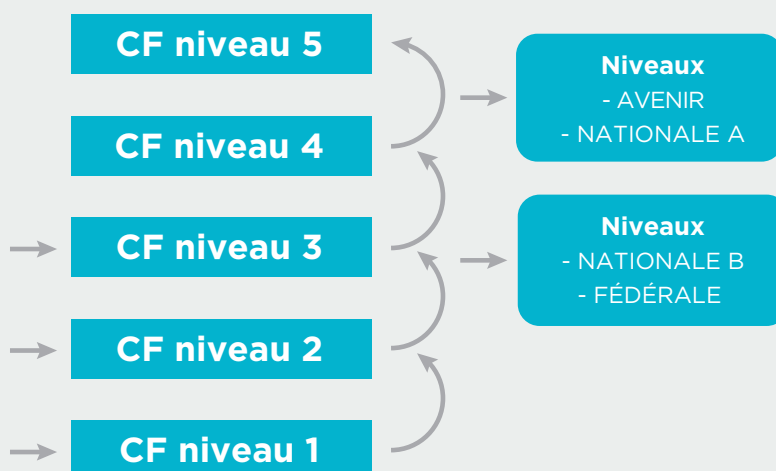 CF niveau 5
CF niveau 4
CF niveau 3
CF niveau 2
CF niveau 1
Niveaux
- AVENIR
- NATIONALE A
Niveaux
- NATIONALE B
- FÉDÉRALE